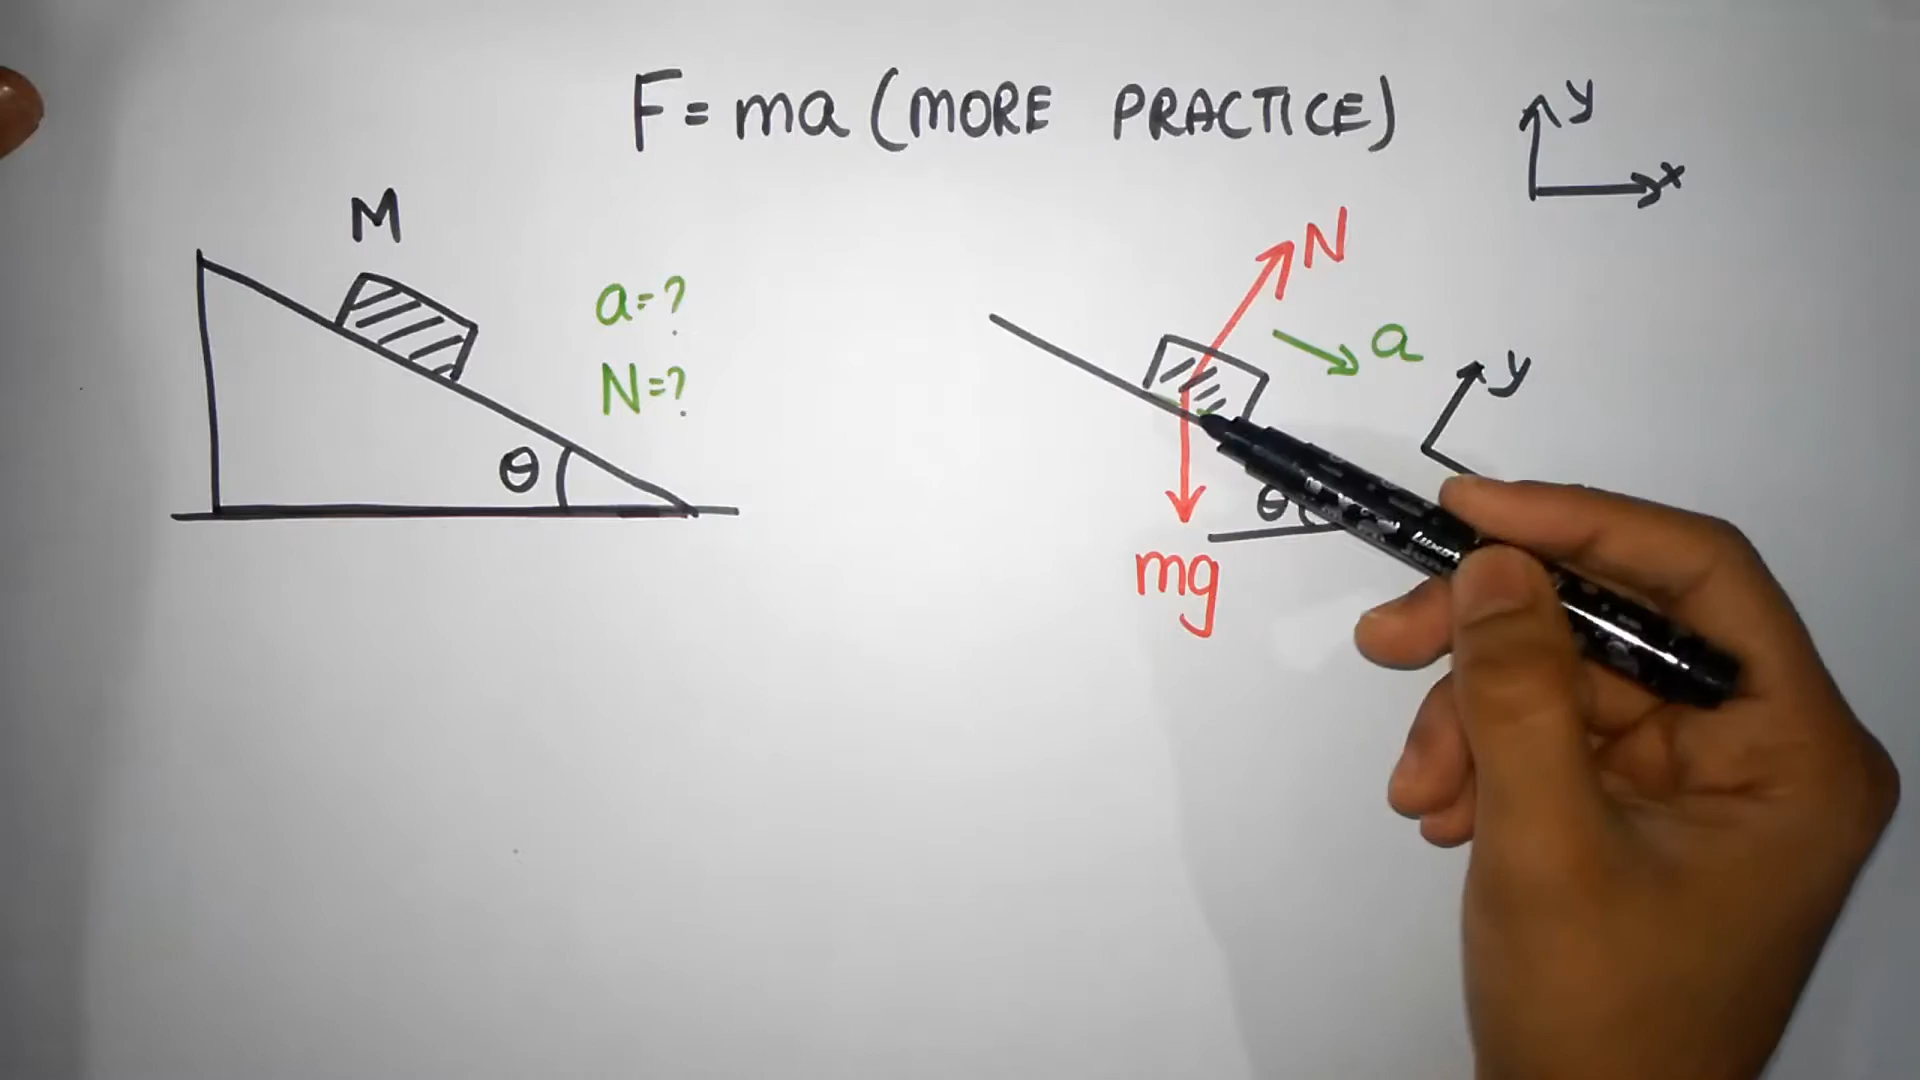 F = ma (MORE PRACTICE)
y
x
M
a = ?
N = ?
θ
N
a
y
θ
mg